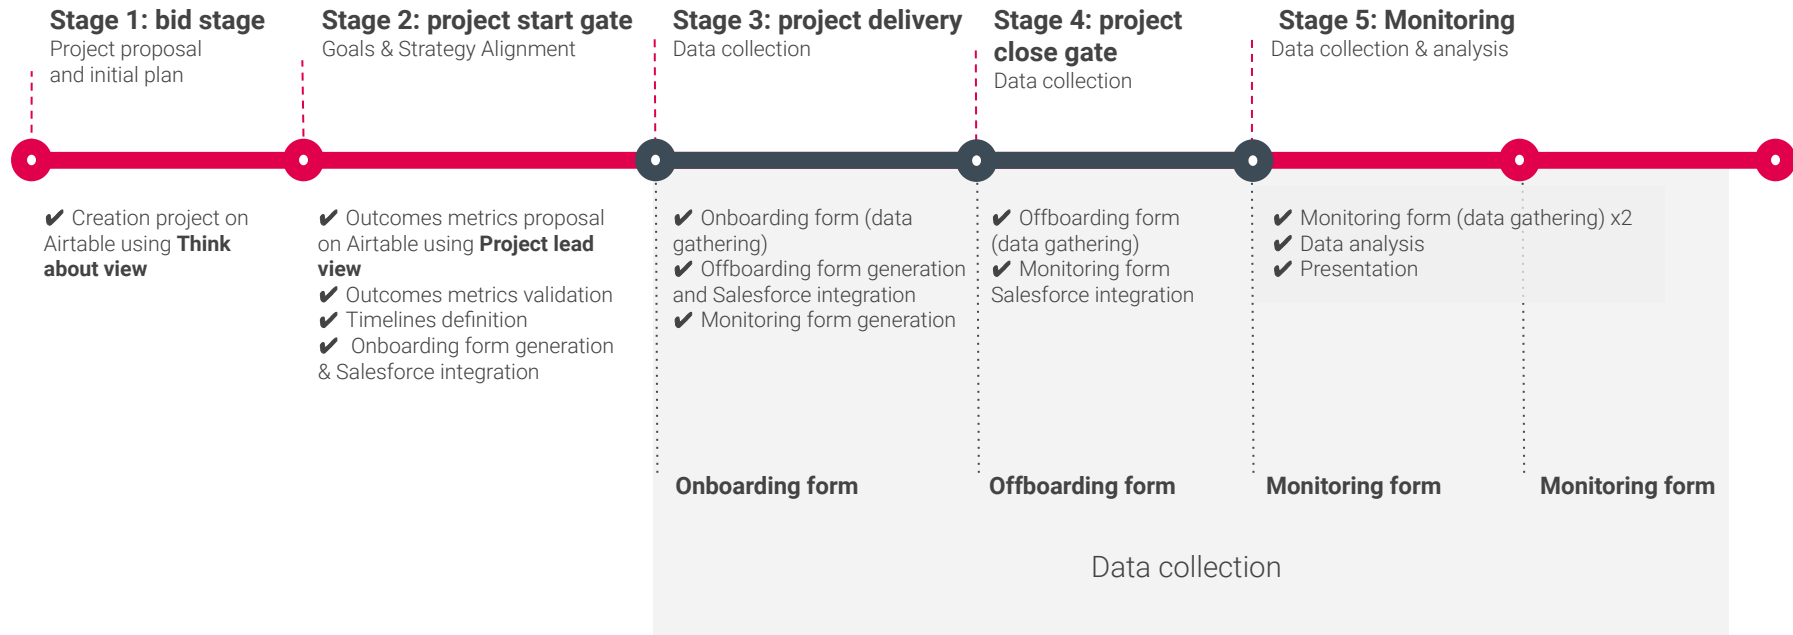 Stage 1: bid stage
Project proposal
and initial plan
Stage 2: project start gate
Goals & Strategy Alignment
Stage 3: project delivery
Data collection
Stage 4: project
close gate
Data collection
Stage 5: Monitoring
Data collection & analysis
✔ Creation project on
Airtable using Think
about view
✔ Outcomes metrics proposal
on Airtable using Project lead
view
✔ Outcomes metrics validation
✔ Timelines definition
✔ Onboarding form generation
& Salesforce integration
✔ Onboarding form (data
gathering)
✔ Offboarding form generation
and Salesforce integration
✔ Monitoring form generation
✔ Offboarding form
(data gathering)
✔ Monitoring form
Salesforce integration
✔ Monitoring form (data gathering) x2
✔ Data analysis
✔ Presentation
Onboarding form
Offboarding form
Monitoring form
Monitoring form
Data collection